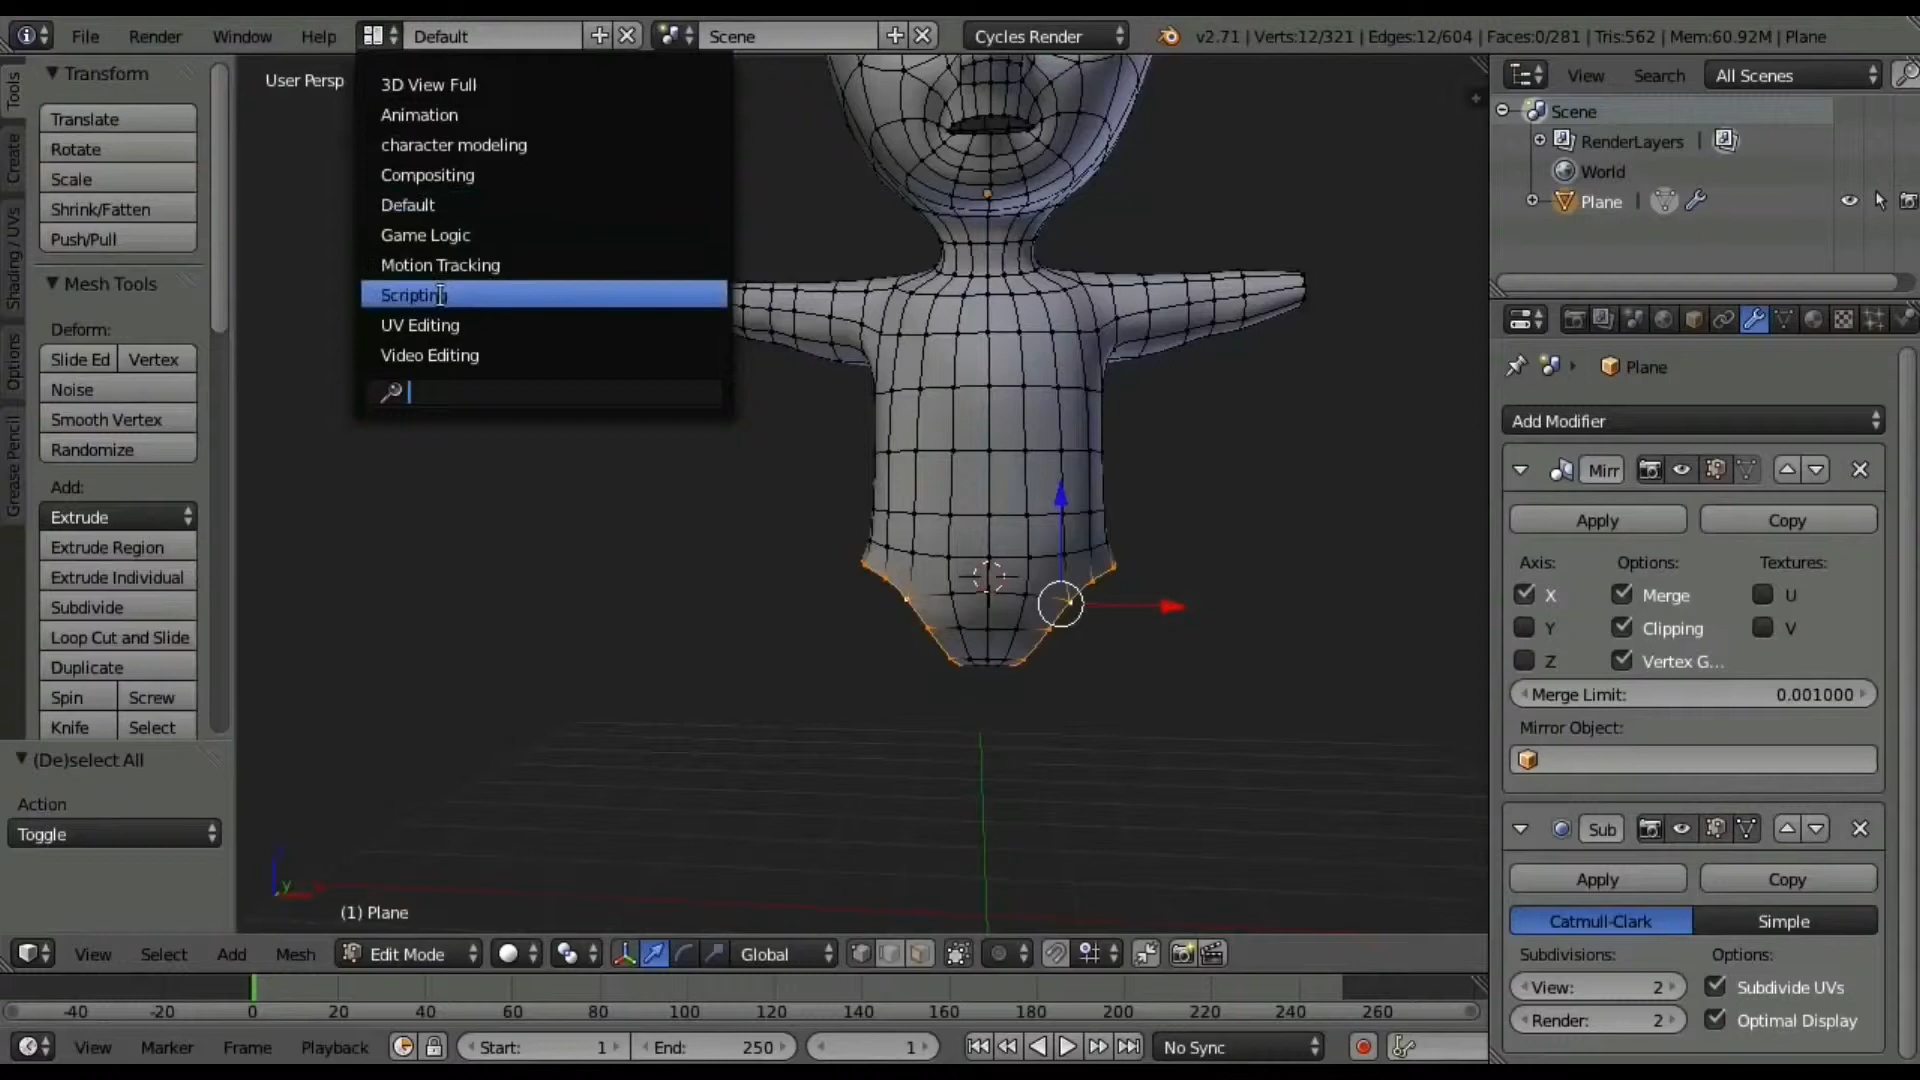 File Render Window Help Default Scene Cycles Render v2.71 | Verts:12/321 | Edges:12/604 | Faces:0/281 | Tris:562 | Mem:60.92M | Plane
3D View Full
Animation
character modeling
Compositing
Default
Game Logic
Motion Tracking
Scripting
UV Editing
Video Editing
Tools
Create
Shading / UVs
Options
Grease Pencil
Transform
Translate
Rotate
Scale
Shrink/Fatten
Push/Pull
Mesh Tools
Deform:
Slide Ed Vertex
Noise
Smooth Vertex
Randomize
Add:
Extrude
Extrude Region
Extrude Individual
Subdivide
Loop Cut and Slide
Duplicate
Spin Screw
Knife Select
(De)select All
Action
Toggle
User Persp
y
(1) Plane
View Select Add Mesh Edit Mode Global
-40 -20 0 20 40 60 80 100 120 140 160 180 200 220 240 260
View Marker Frame Playback Start: 1 End: 250 1 No Sync
View Search All Scenes
Scene
RenderLayers |
World
Plane |
Plane
Add Modifier
Mirr
Apply Copy
Axis: Options: Textures:
X Merge U
Y Clipping V
Z Vertex G...
Merge Limit: 0.001000
Mirror Object:
Sub
Apply Copy
Catmull-Clark Simple
Subdivisions: Options:
View: 2 Subdivide UVs
Render: 2 Optimal Display